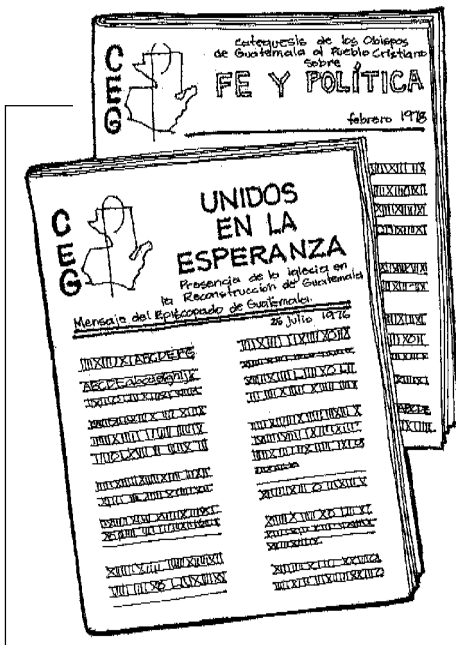 CEG
catequesis de los Obispos
de Guatemala al Pueblo Cristiano
Sobre
FE Y POLÍTICA
febrero 1978
CEG
UNIDOS
EN LA
ESPERANZA
Presencia de la Iglesia en
la Reconstrucción de Guatemala
Mensaje del Episcopado de Guatemala.
25 julio 1976